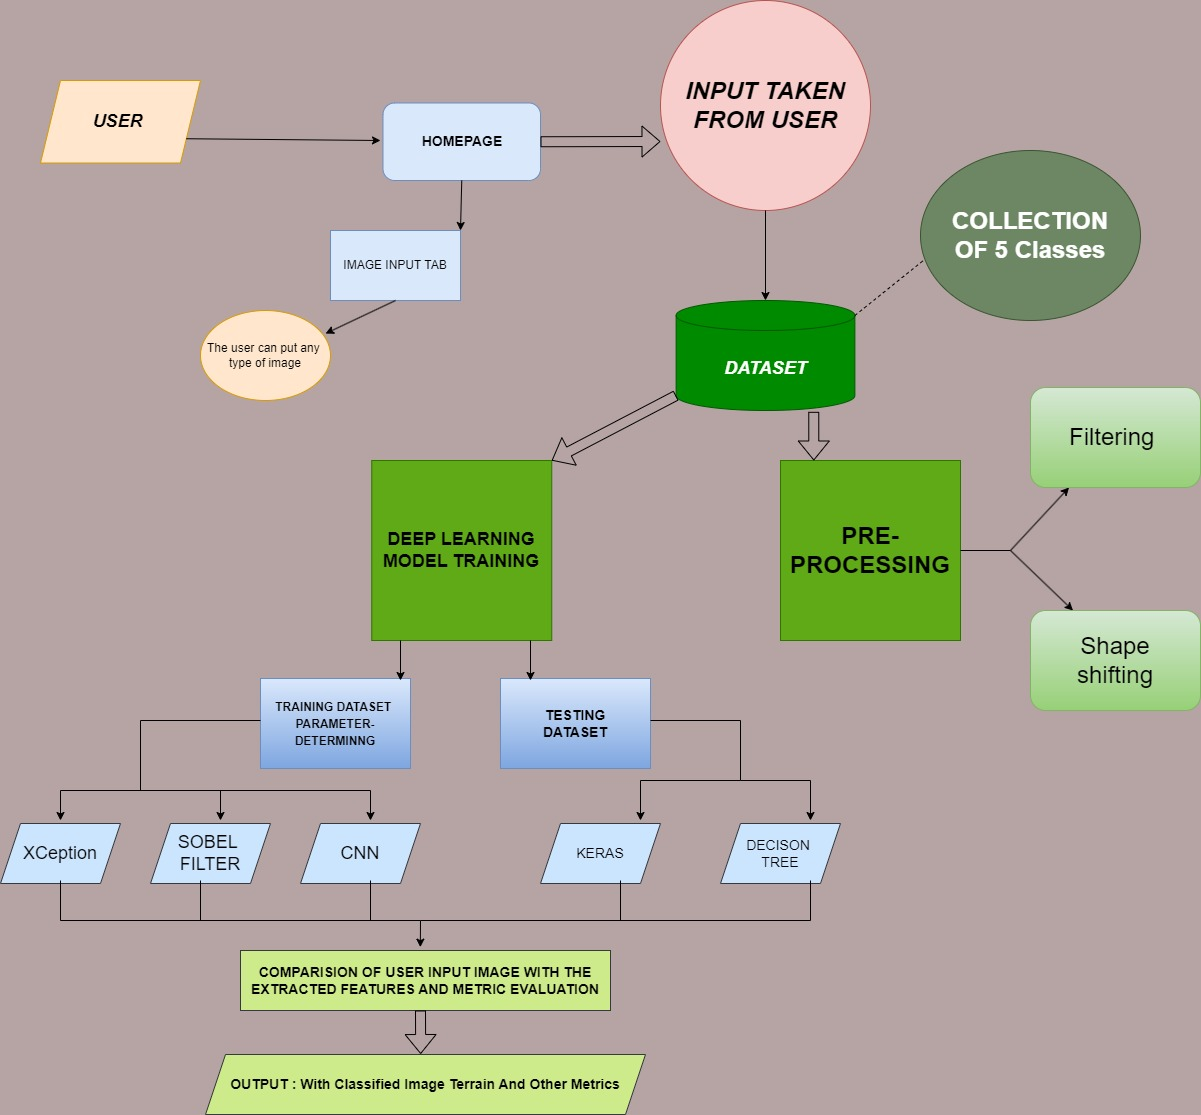 INPUT TAKEN
FROM USER
USER
HOMEPAGE
COLLECTION
OF 5 Classes
IMAGE INPUT TAB
The user can put any
type of image
DATASET
Filtering
DEEP LEARNING
MODEL TRAINING
PRE-
PROCESSING
Shape
shifting
TRAINING DATASET
PARAMETER-
DETERMINNG
TESTING
DATASET
XCeption
SOBEL
FILTER
CNN
KERAS
DECISON
TREE
COMPARISION OF USER INPUT IMAGE WITH THE
EXTRACTED FEATURES AND METRIC EVALUATION
OUTPUT : With Classified Image Terrain And Other Metrics